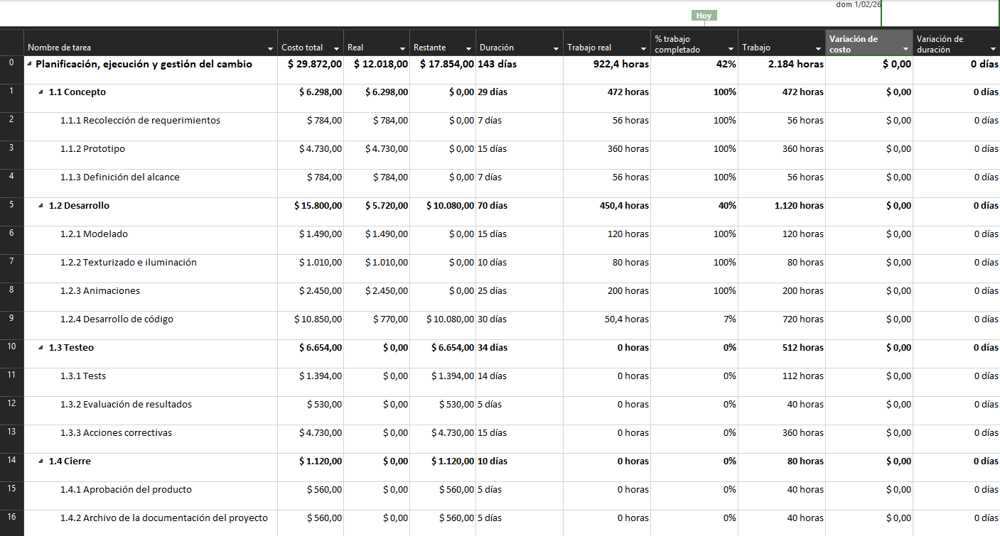 dom 1/02/26
Hoy
Nombre de tarea Costo total Real Restante Duración Trabajo real % trabajo completado Trabajo Variación de costo Variación de duración
0 Planificación, ejecución y gestión del cambio $ 29.872,00 $ 12.018,00 $ 17.854,00 143 días 922,4 horas 42% 2.184 horas $ 0,00 0 días
1 1.1 Concepto $ 6.298,00 $ 6.298,00 $ 0,00 29 días 472 horas 100% 472 horas $ 0,00 0 días
2 1.1.1 Recolección de requerimientos $ 784,00 $ 784,00 $ 0,00 7 días 56 horas 100% 56 horas $ 0,00 0 días
3 1.1.2 Prototipo $ 4.730,00 $ 4.730,00 $ 0,00 15 días 360 horas 100% 360 horas $ 0,00 0 días
4 1.1.3 Definición del alcance $ 784,00 $ 784,00 $ 0,00 7 días 56 horas 100% 56 horas $ 0,00 0 días
5 1.2 Desarrollo $ 15.800,00 $ 5.720,00 $ 10.080,00 70 días 450,4 horas 40% 1.120 horas $ 0,00 0 días
6 1.2.1 Modelado $ 1.490,00 $ 1.490,00 $ 0,00 15 días 120 horas 100% 120 horas $ 0,00 0 días
7 1.2.2 Texturizado e iluminación $ 1.010,00 $ 1.010,00 $ 0,00 10 días 80 horas 100% 80 horas $ 0,00 0 días
8 1.2.3 Animaciones $ 2.450,00 $ 2.450,00 $ 0,00 25 días 200 horas 100% 200 horas $ 0,00 0 días
9 1.2.4 Desarrollo de código $ 10.850,00 $ 770,00 $ 10.080,00 30 días 50,4 horas 7% 720 horas $ 0,00 0 días
10 1.3 Testeo $ 6.654,00 $ 0,00 $ 6.654,00 34 días 0 horas 0% 512 horas $ 0,00 0 días
11 1.3.1 Tests $ 1.394,00 $ 0,00 $ 1.394,00 14 días 0 horas 0% 112 horas $ 0,00 0 días
12 1.3.2 Evaluación de resultados $ 530,00 $ 0,00 $ 530,00 5 días 0 horas 0% 40 horas $ 0,00 0 días
13 1.3.3 Acciones correctivas $ 4.730,00 $ 0,00 $ 4.730,00 15 días 0 horas 0% 360 horas $ 0,00 0 días
14 1.4 Cierre $ 1.120,00 $ 0,00 $ 1.120,00 10 días 0 horas 0% 80 horas $ 0,00 0 días
15 1.4.1 Aprobación del producto $ 560,00 $ 0,00 $ 560,00 5 días 0 horas 0% 40 horas $ 0,00 0 días
16 1.4.2 Archivo de la documentación del proyecto $ 560,00 $ 0,00 $ 560,00 5 días 0 horas 0% 40 horas $ 0,00 0 días